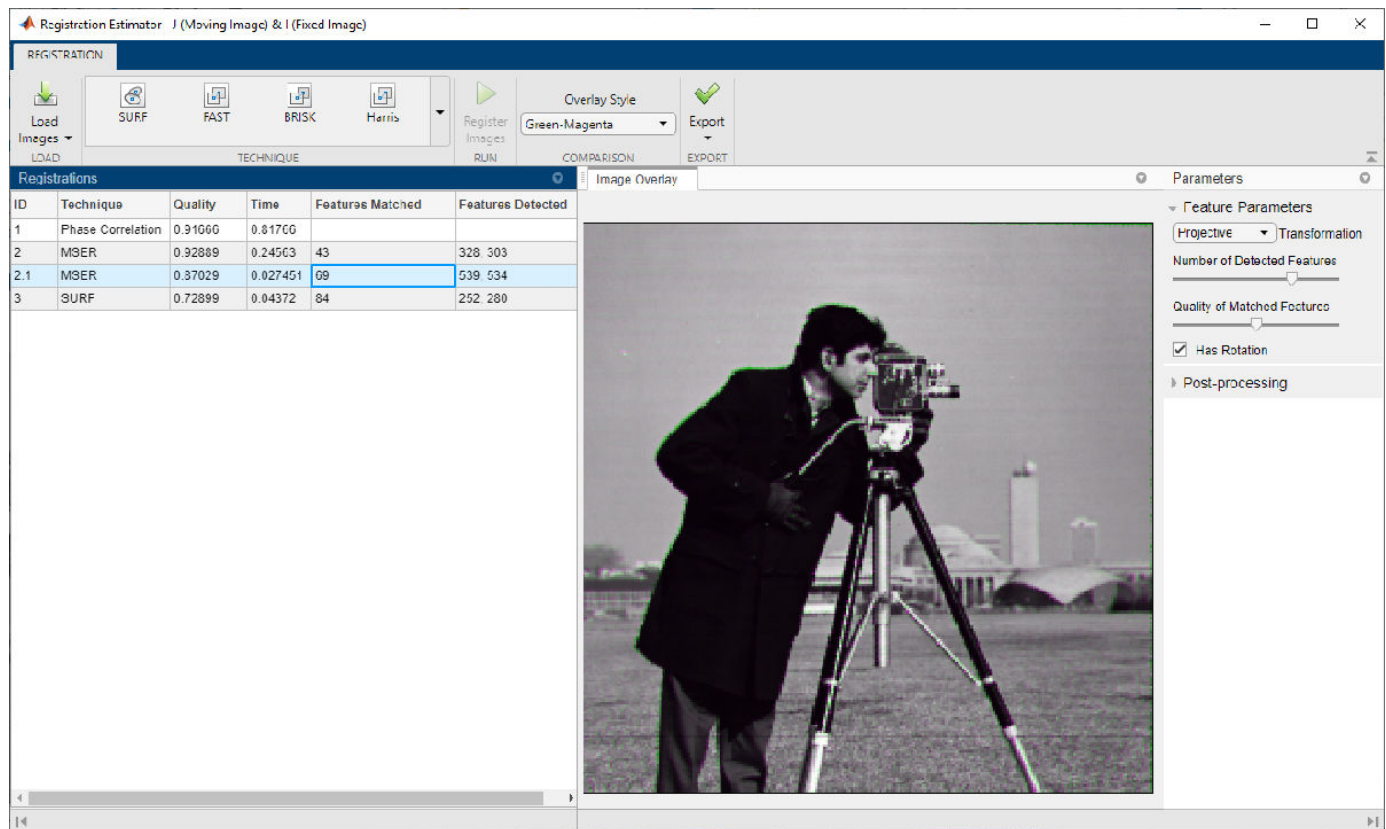 Registration Estimator J (Moving Image) & I (Fixed Image)
REGISTRATION
Load Images
SURF
FAST
BRISK
Harris
Register Images
Overlay Style
Green-Magenta
Export
LOAD
TECHNIQUE
RUN
COMPARISON
EXPORT
Registrations
ID Technique Quality Time Features Matched Features Detected
1 Phase Correlation 0.91666 0.81766
2 MSER 0.92889 0.24563 43 328, 303
2.1 MSER 0.87029 0.027451 69 539, 534
3 SURF 0.72899 0.04372 84 252, 280
Image Overlay
Parameters
Feature Parameters
Projective Transformation
Number of Detected Features
Quality of Matched Features
Has Rotation
Post-processing